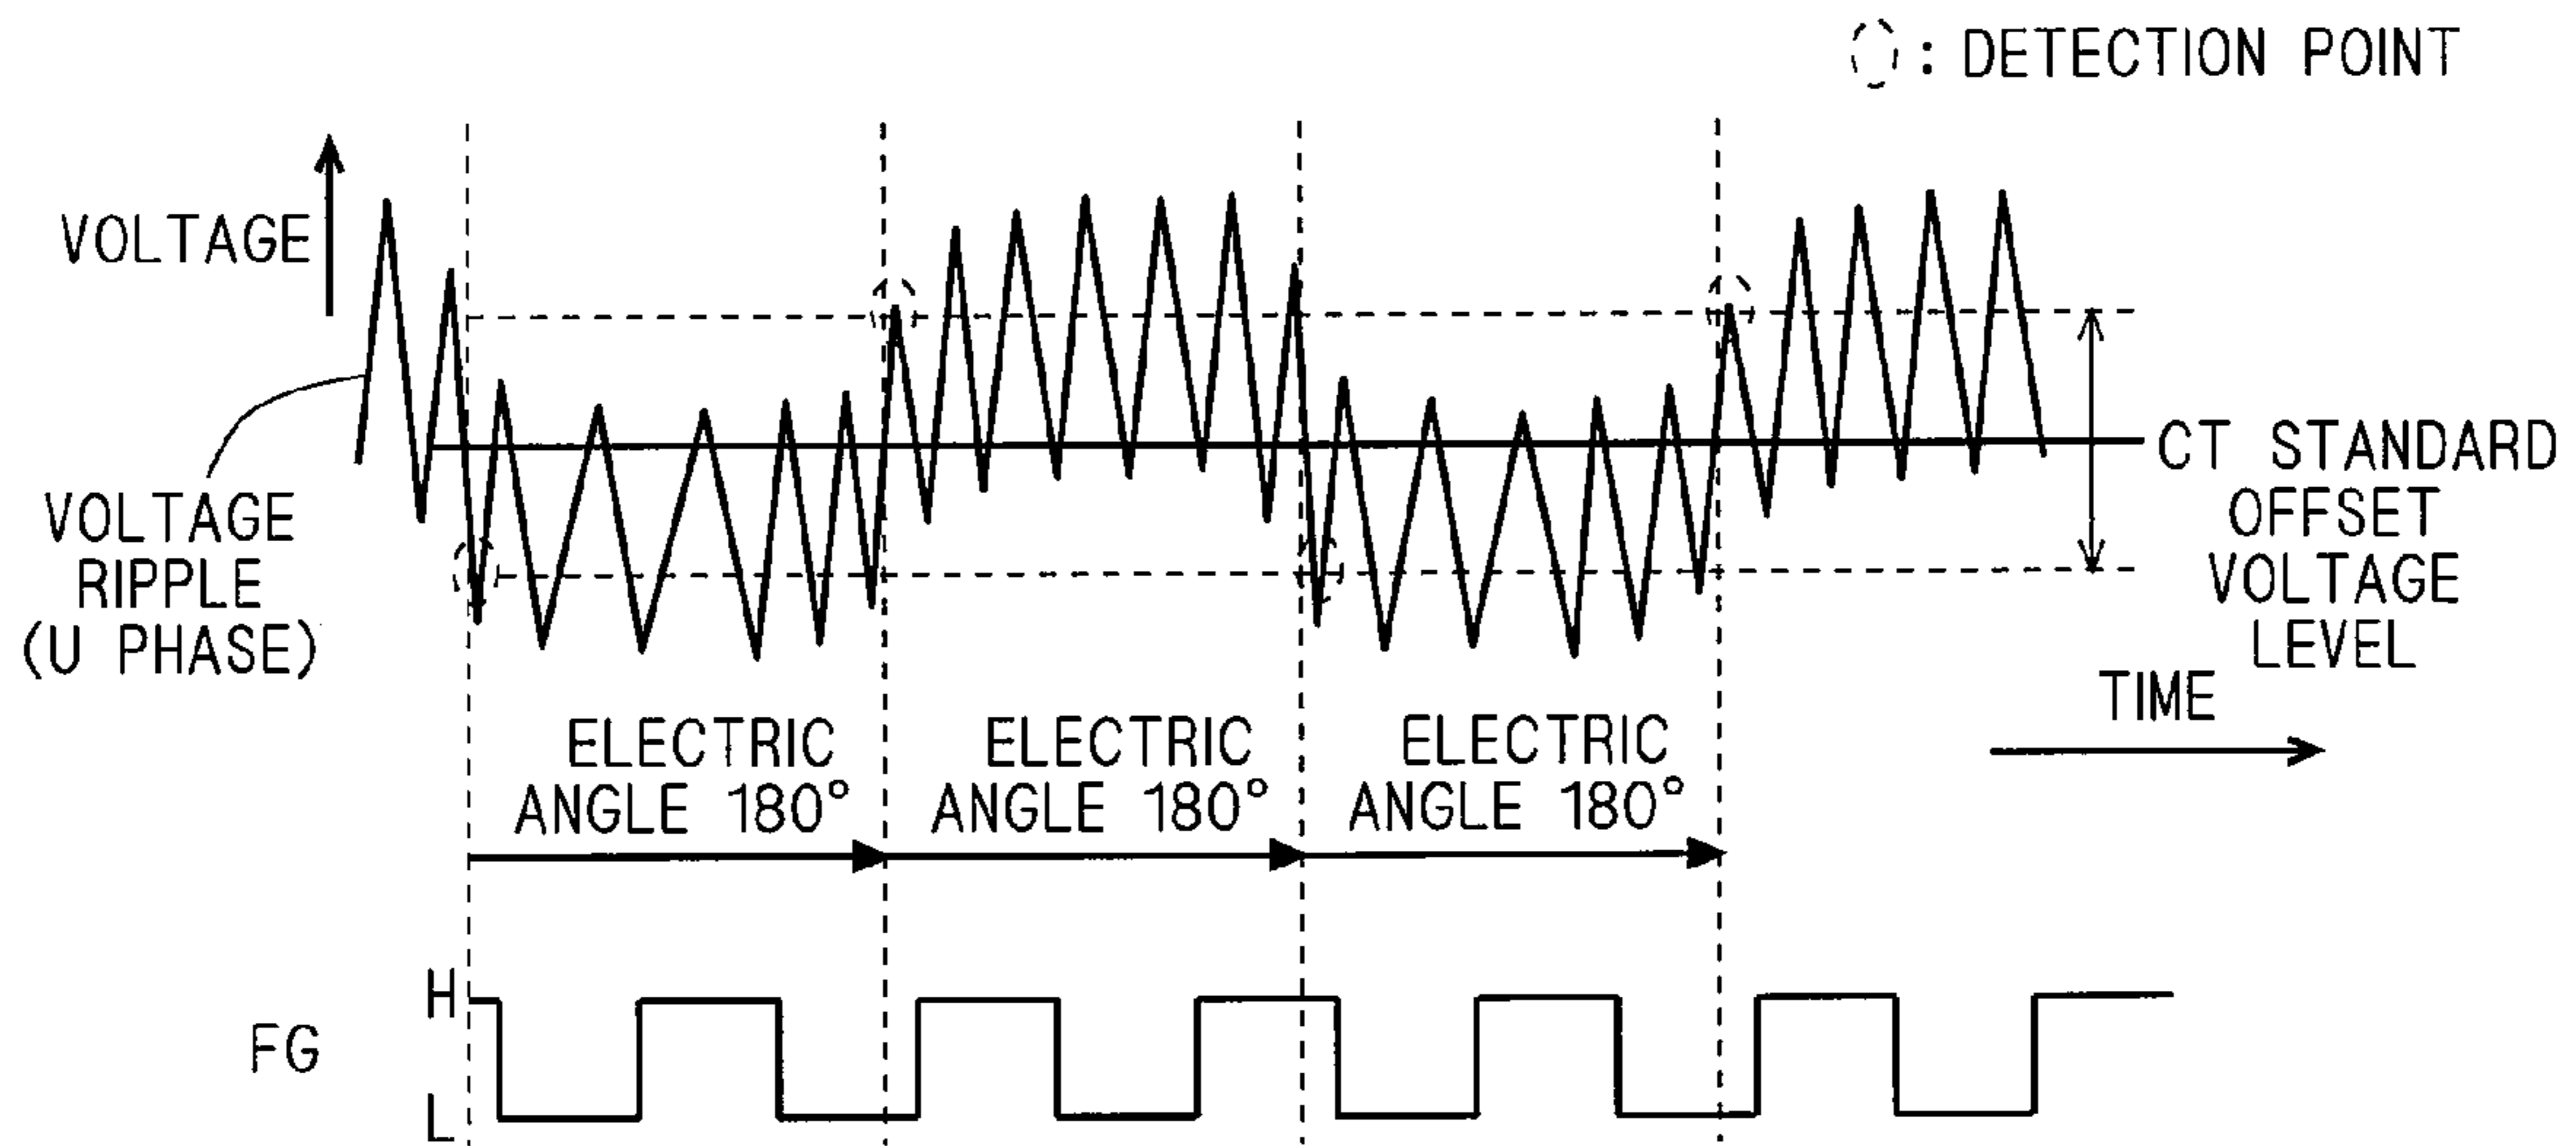 : DETECTION POINT
VOLTAGE
VOLTAGE
RIPPLE
(U PHASE)
CT STANDARD
OFFSET
VOLTAGE
LEVEL
TIME
ELECTRIC
ANGLE 180°
ELECTRIC
ANGLE 180°
ELECTRIC
ANGLE 180°
H
FG
L